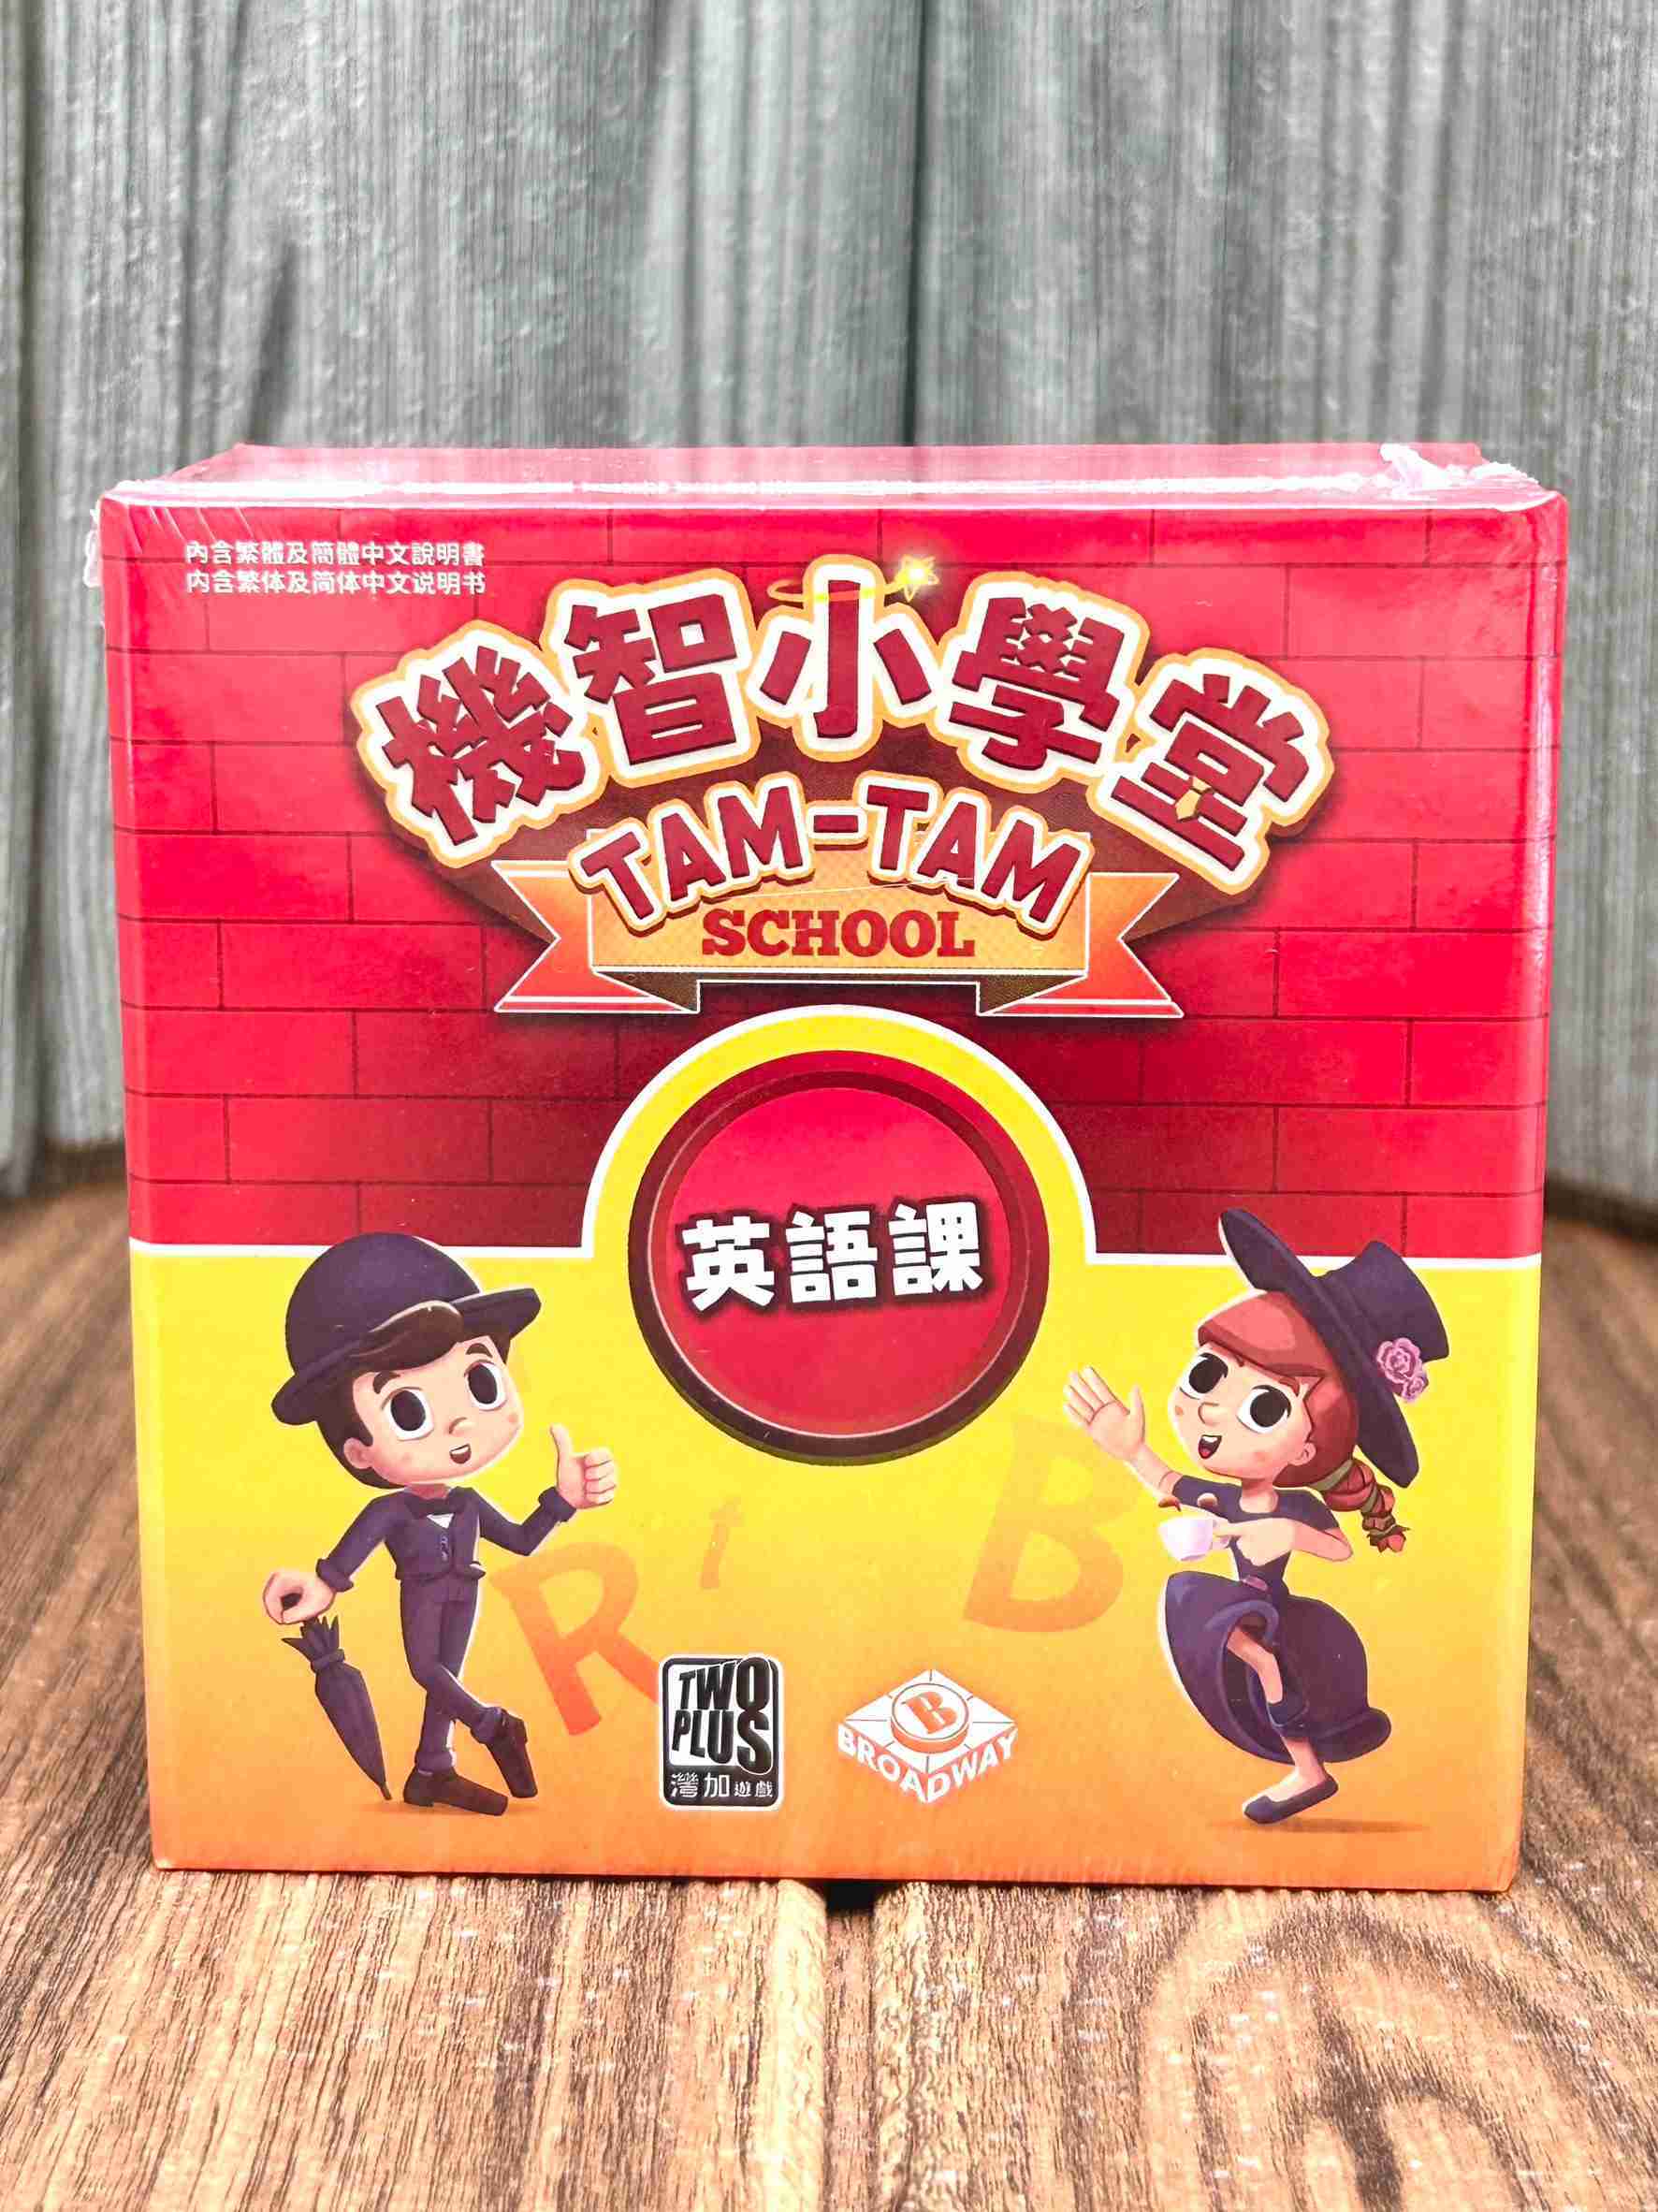 內含繁體及簡體中文說明書
内含繁体及简体中文说明书
機智小學堂
TAM-TAM
SCHOOL
英語課
R t B
TWO
PLUS
灣加遊戲
B
BROADWAY